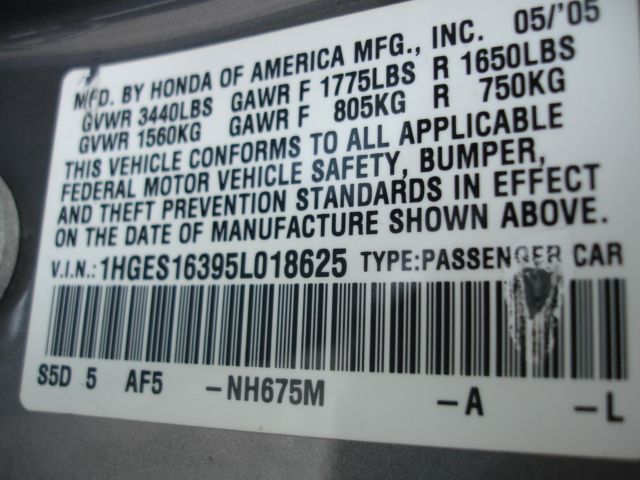 MFD. BY HONDA OF AMERICA MFG., INC. 05/'05
GVWR 3440LBS GAWR F 1775LBS R 1650LBS
GVWR 1560KG GAWR F 805KG R 750KG
THIS VEHICLE CONFORMS TO ALL APPLICABLE
FEDERAL MOTOR VEHICLE SAFETY, BUMPER,
AND THEFT PREVENTION STANDARDS IN EFFECT
ON THE DATE OF MANUFACTURE SHOWN ABOVE.
V.I.N.: 1HGES16395L018625 TYPE:PASSENGER CAR
S5D 5 AF5 -NH675M -A -L